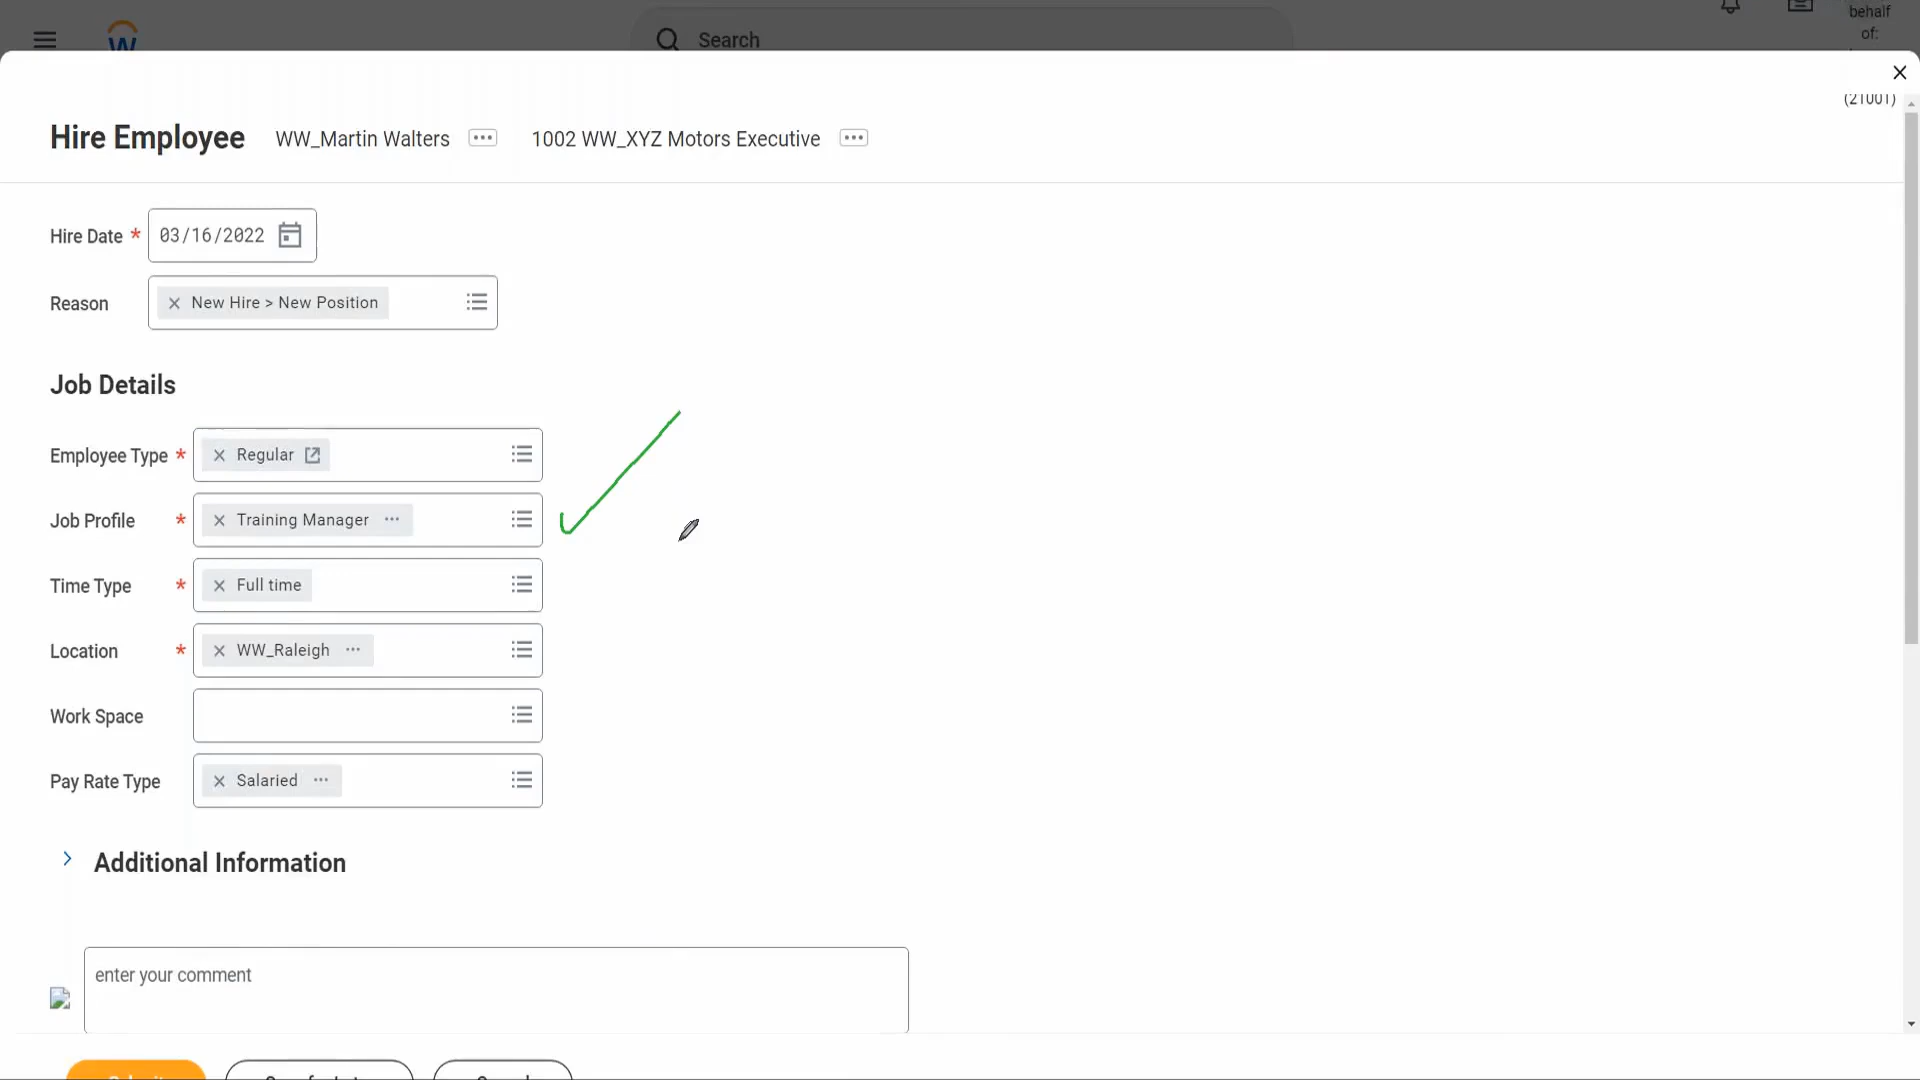 behalf
of:
Search
(21001)
Hire Employee WW_Martin Walters 1002 WW_XYZ Motors Executive
Hire Date * 03/16/2022
Reason New Hire > New Position
Job Details
Employee Type * Regular
Job Profile * Training Manager
Time Type * Full time
Location * WW_Raleigh
Work Space
Pay Rate Type Salaried
Additional Information
enter your comment